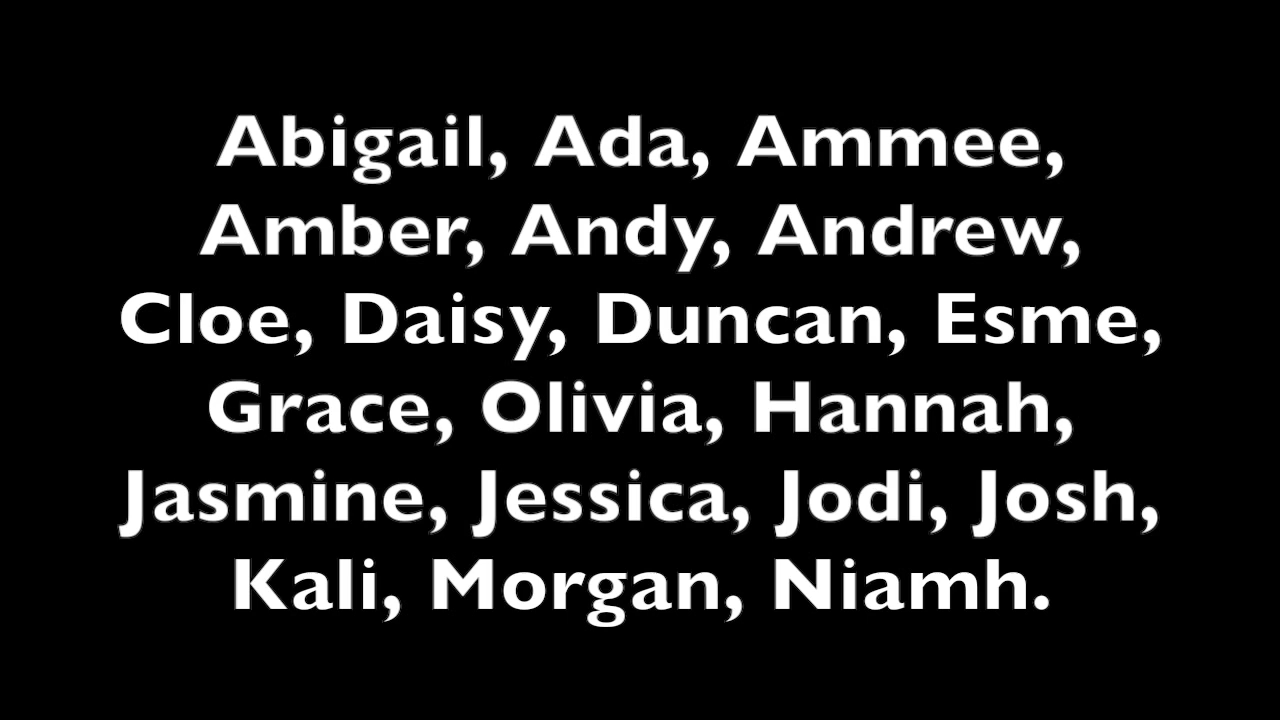 Abigail, Ada, Ammee,
Amber, Andy, Andrew,
Cloe, Daisy, Duncan, Esme,
Grace, Olivia, Hannah,
Jasmine, Jessica, Jodi, Josh,
Kali, Morgan, Niamh.